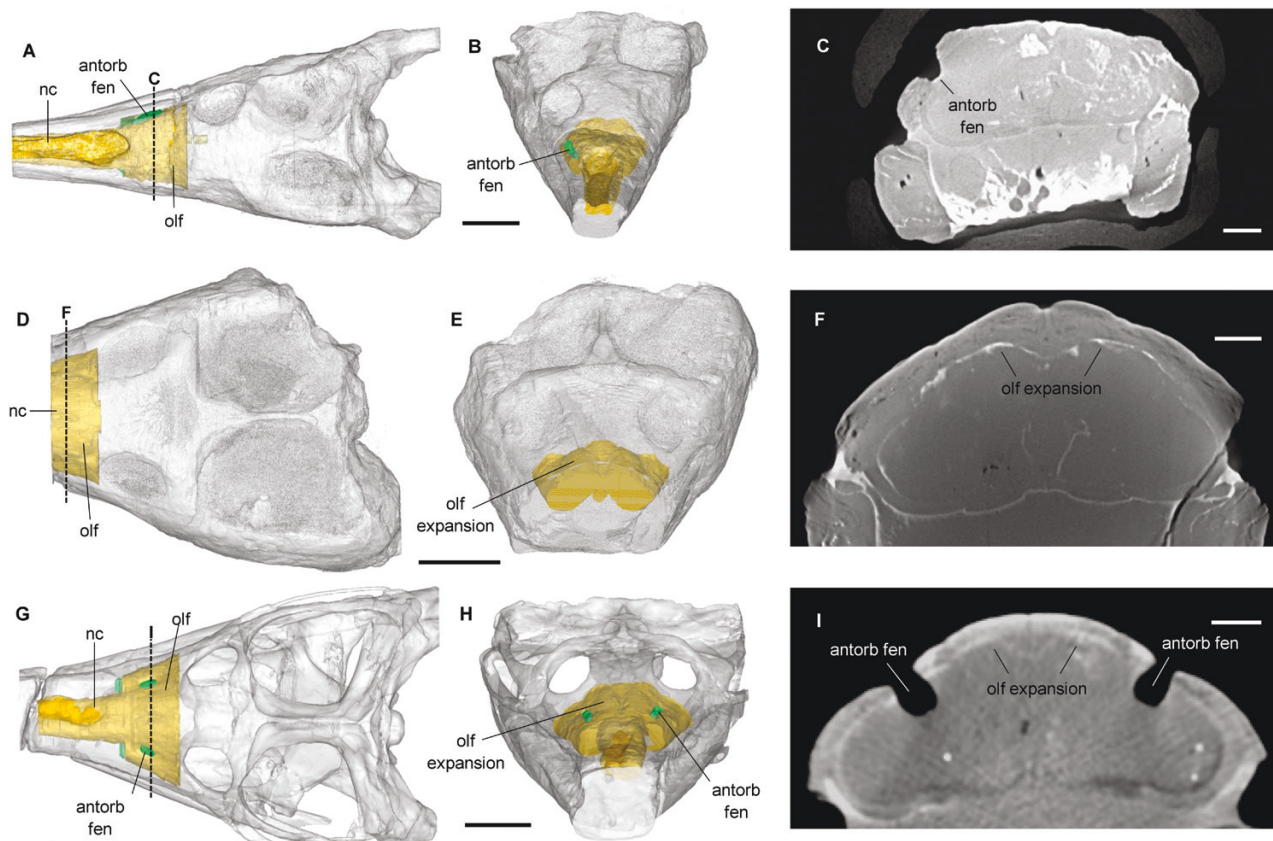 A
antorb
fen
C
nc
olf
B
antorb
fen
C
antorb
fen
D
F
nc
olf
E
olf
expansion
F
olf expansion
G
nc
I
olf
antorb
fen
H
olf
expansion
antorb
fen
I
antorb fen
antorb fen
olf expansion